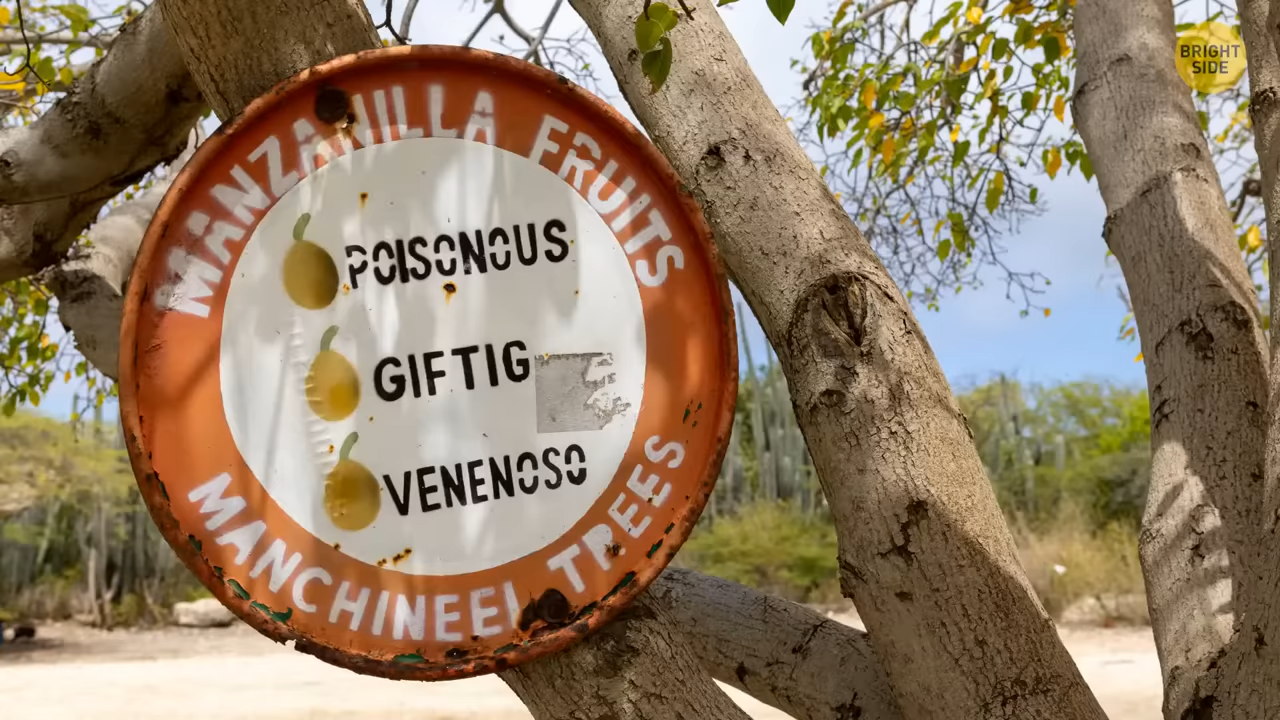 MANZANILLA FRUITS
POISONOUS
GIFTIG
VENENOSO
MANCHINEEL TREES
BRIGHT
SIDE